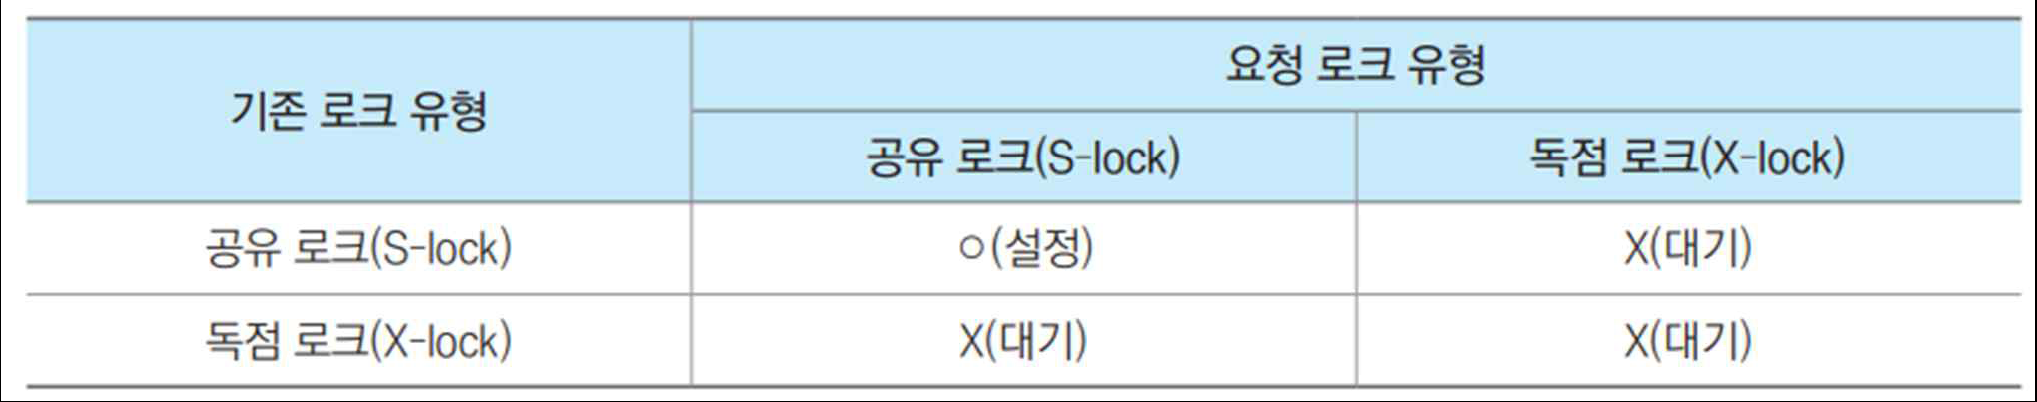 기존 로크 유형
요청 로크 유형
공유 로크(S-lock)
독점 로크(X-lock)
공유 로크(S-lock)
○(설정)
X(대기)
독점 로크(X-lock)
X(대기)
X(대기)